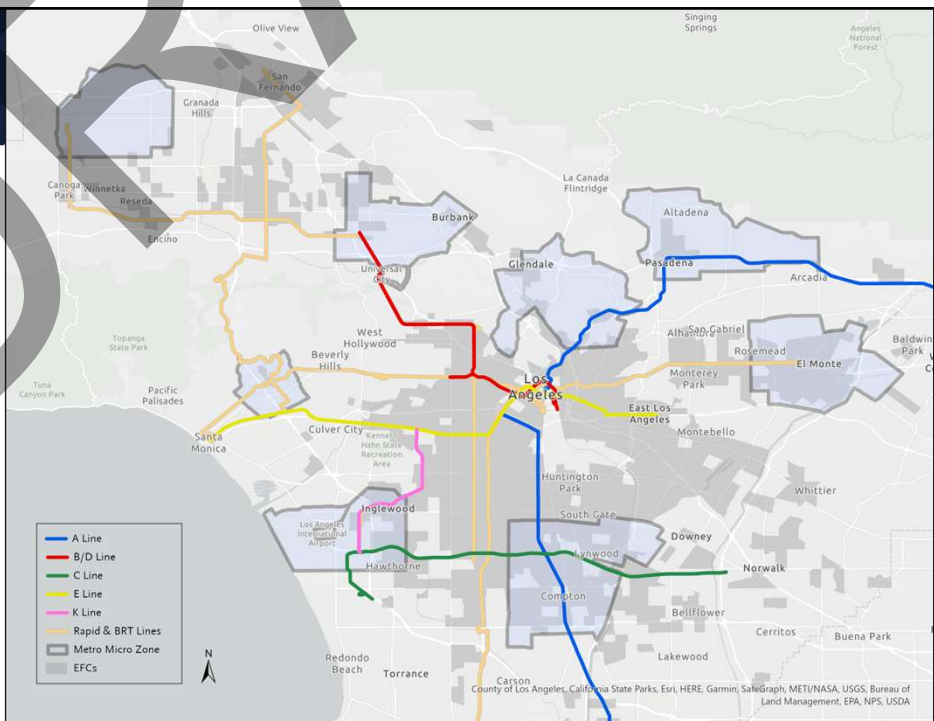 Olive View
Singing
Springs
Angeles
National
Forest
San
Fernando
Granada
Hills
La Canada
Flintridge
Canoga
Park
Winnetka
Reseda
Encino
Burbank
Altadena
Universal
City
Glendale
Pasadena
Arcadia
Topanga
State Park
West
Hollywood
Beverly
Hills
Alhambra
San Gabriel
Rosemead
El Monte
Baldwin
Park
Tuna
Canyon Park
Pacific
Palisades
Los
Angeles
Monterey
Park
East Los
Angeles
Montebello
Santa
Monica
Culver City
Kenneth
Hahn State
Recreation
Area
Huntington
Park
Whittier
Inglewood
South Gate
Los Angeles
International
Airport
Downey
Lynwood
Hawthorne
Norwalk
Compton
Bellflower
Cerritos
Buena Park
Lakewood
Redondo
Beach
Torrance
Carson
A Line
B/D Line
C Line
E Line
K Line
Rapid & BRT Lines
Metro Micro Zone
EFCs
N
County of Los Angeles, California State Parks, Esri, HERE, Garmin, SafeGraph, METI/NASA, USGS, Bureau of
Land Management, EPA, NPS, USDA